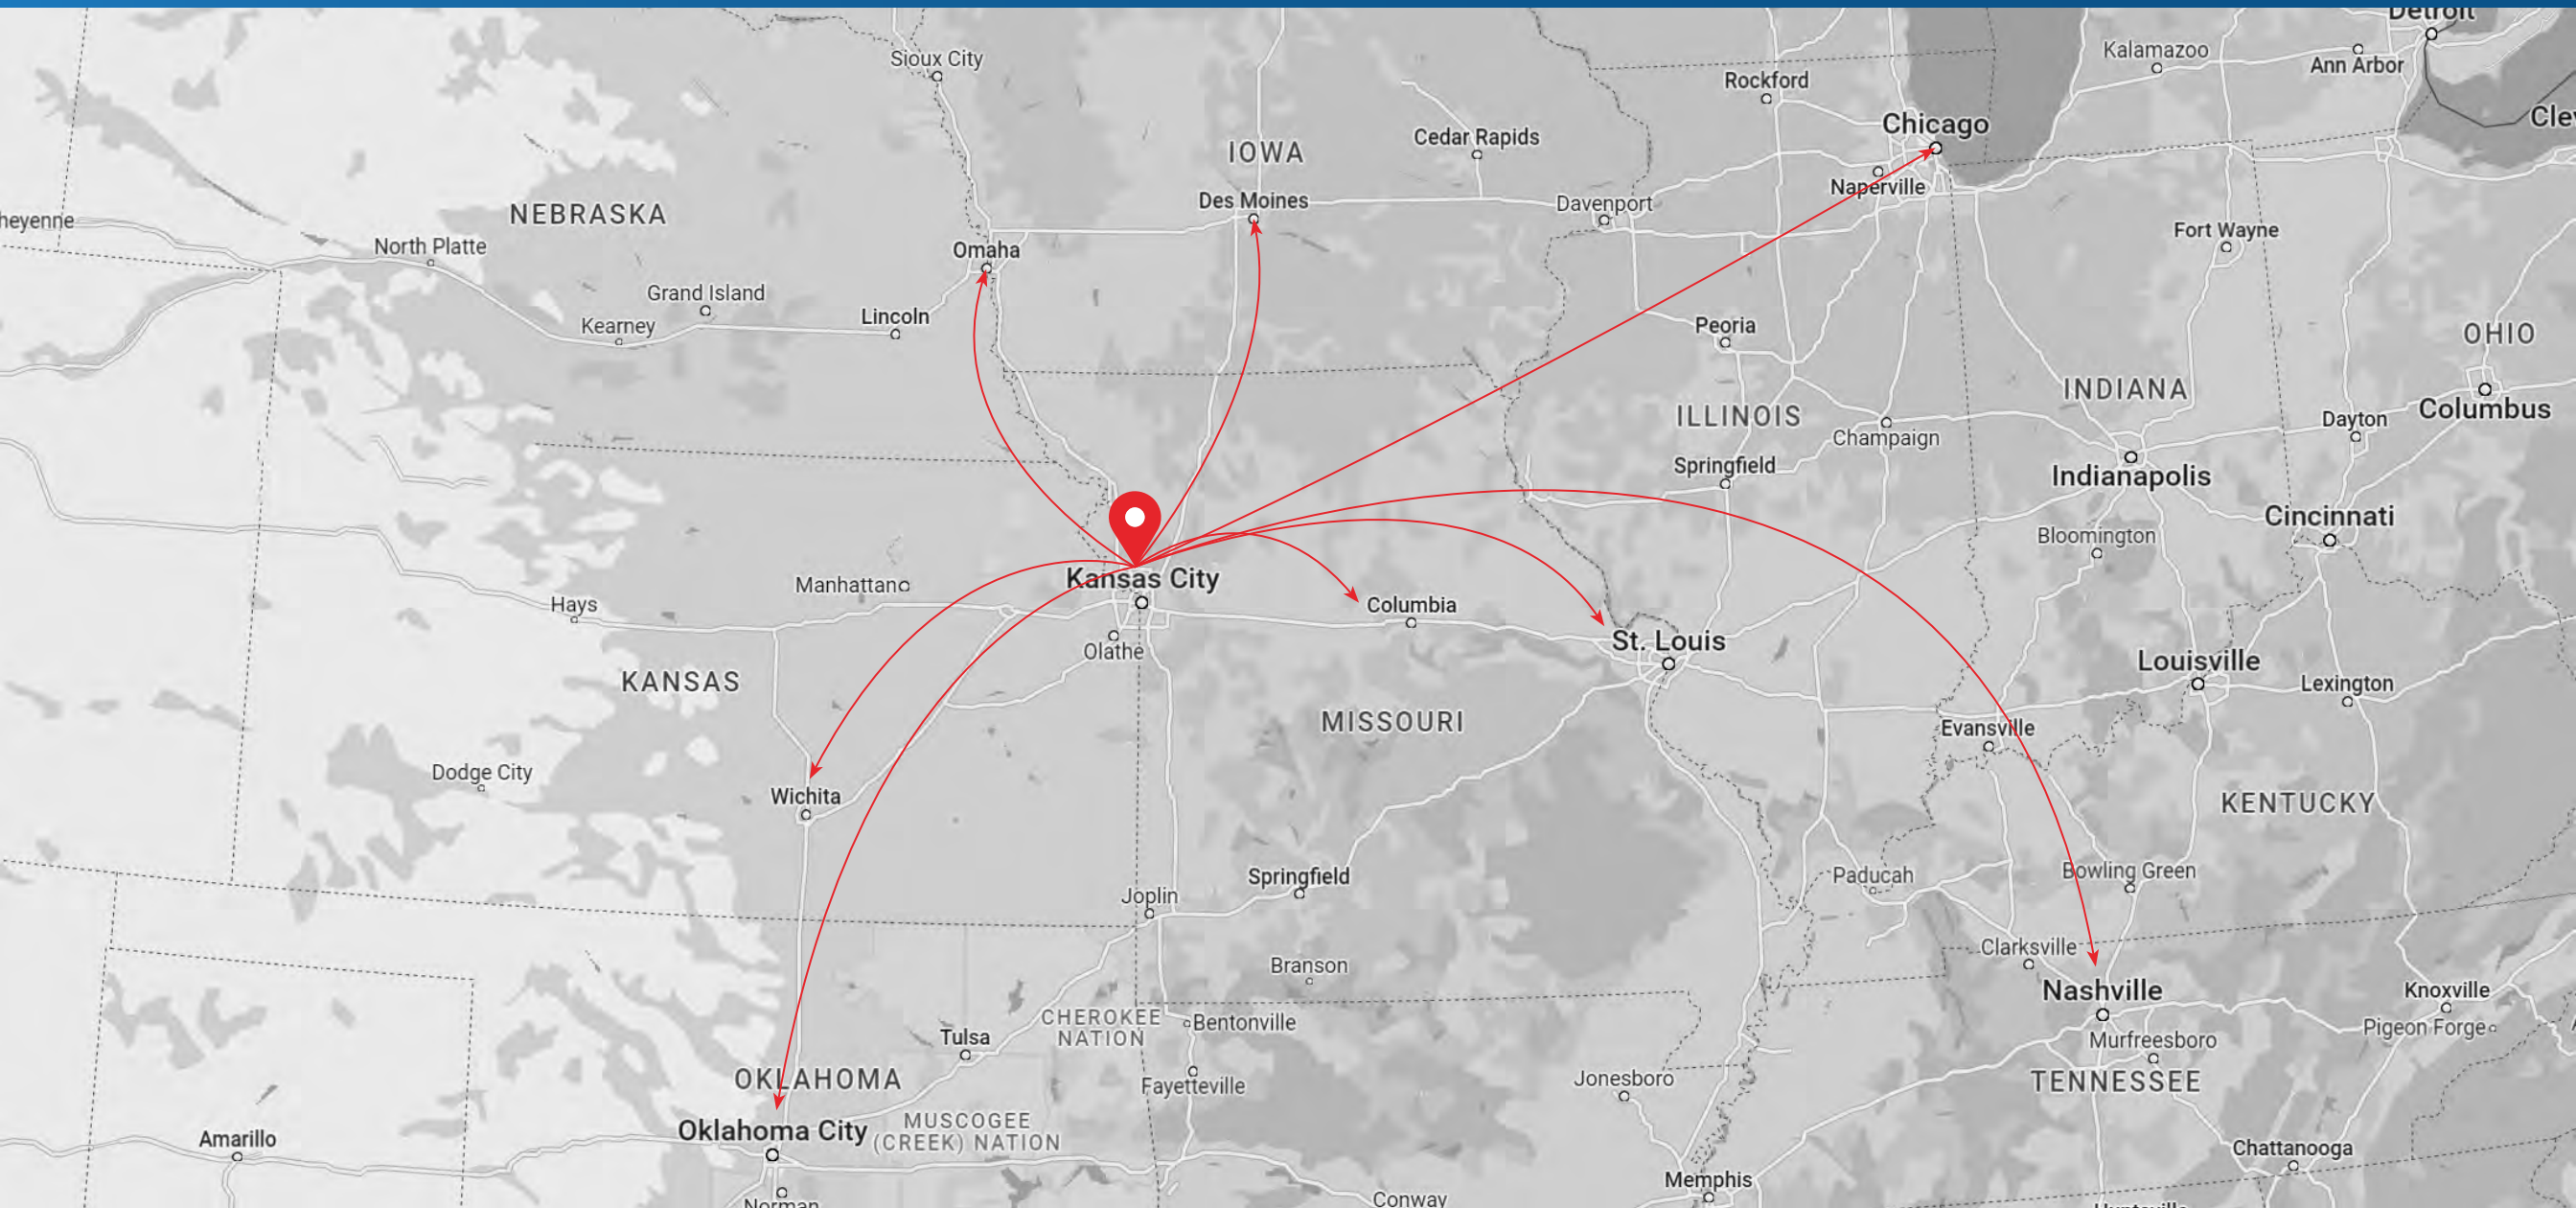 Detroit
Sioux City
Kalamazoo
Ann Arbor
Rockford
Chicago
Cedar Rapids
IOWA
Naperville
Des Moines
Davenport
NEBRASKA
heyenne
North Platte
Omaha
Fort Wayne
Grand Island
Kearney
Lincoln
Peoria
OHIO
INDIANA
ILLINOIS
Columbus
Dayton
Champaign
Springfield
Indianapolis
Cincinnati
Bloomington
Kansas City
Manhattan
Hays
Columbia
Olathe
St. Louis
Louisville
Lexington
KANSAS
MISSOURI
Evansville
Dodge City
Wichita
KENTUCKY
Springfield
Joplin
Paducah
Bowling Green
Clarksville
Branson
Nashville
Knoxville
CHEROKEE
NATION
Bentonville
Pigeon Forge
Tulsa
Murfreesboro
OKLAHOMA
Fayetteville
Jonesboro
TENNESSEE
Oklahoma City
MUSCOGEE
(CREEK) NATION
Amarillo
Chattanooga
Memphis
Norman
Conway